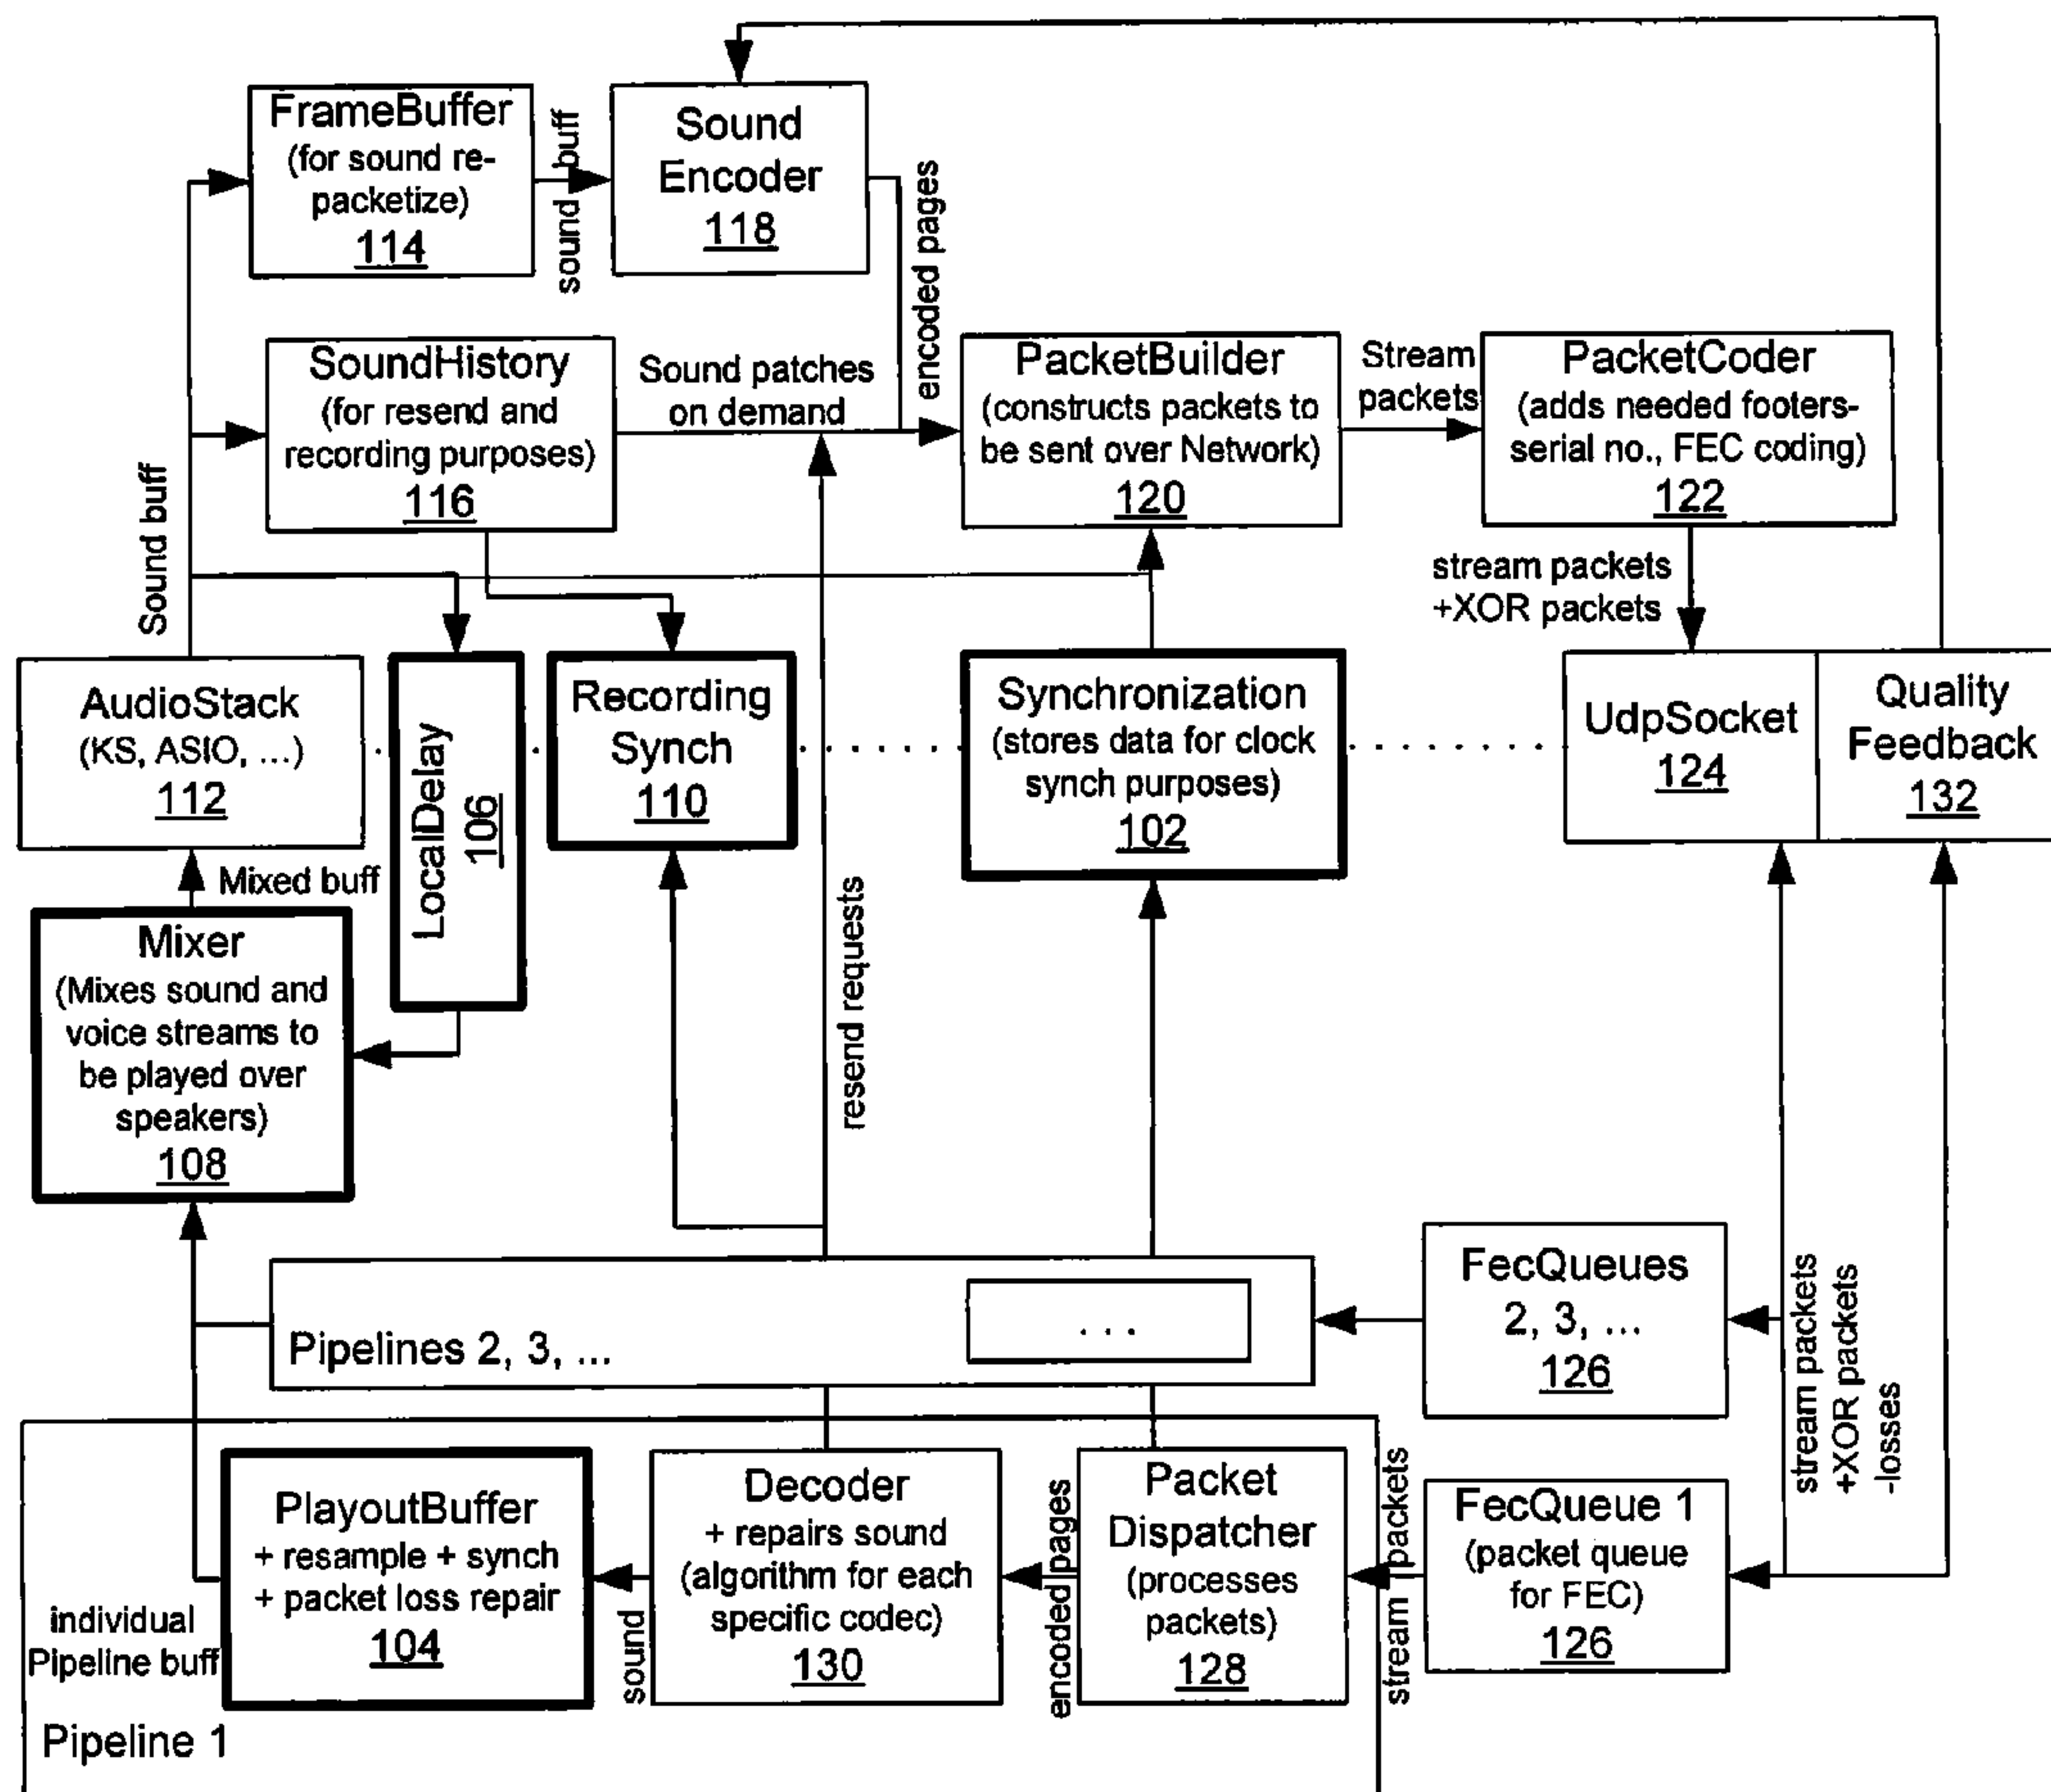 FrameBuffer
(for sound re-
packetize)
114
sound buff
Sound
Encoder
118
encoded pages
SoundHistory
(for resend and
recording purposes)
116
Sound patches
on demand
PacketBuilder
(constructs packets to
be sent over Network)
120
Stream
packets
PacketCoder
(adds needed footers-
serial no., FEC coding)
122
Sound buff
stream packets
+XOR packets
AudioStack
(KS, ASIO, ...)
112
LocalDelay
106
Recording
Synch
110
Synchronization
(stores data for clock
synch purposes)
102
UdpSocket
124
Quality
Feedback
132
Mixed buff
Mixer
(Mixes sound and
voice streams to
be played over
speakers)
108
resend requests
Pipelines 2, 3, ...
. . .
FecQueues
2, 3, ...
126
stream packets
+XOR packets
-losses
PlayoutBuffer
+ resample + synch
+ packet loss repair
104
individual
Pipeline buff
sound
Decoder
+ repairs sound
(algorithm for each
specific codec)
130
encoded pages
Packet
Dispatcher
(processes
packets)
128
stream packets
FecQueue 1
(packet queue
for FEC)
126
Pipeline 1